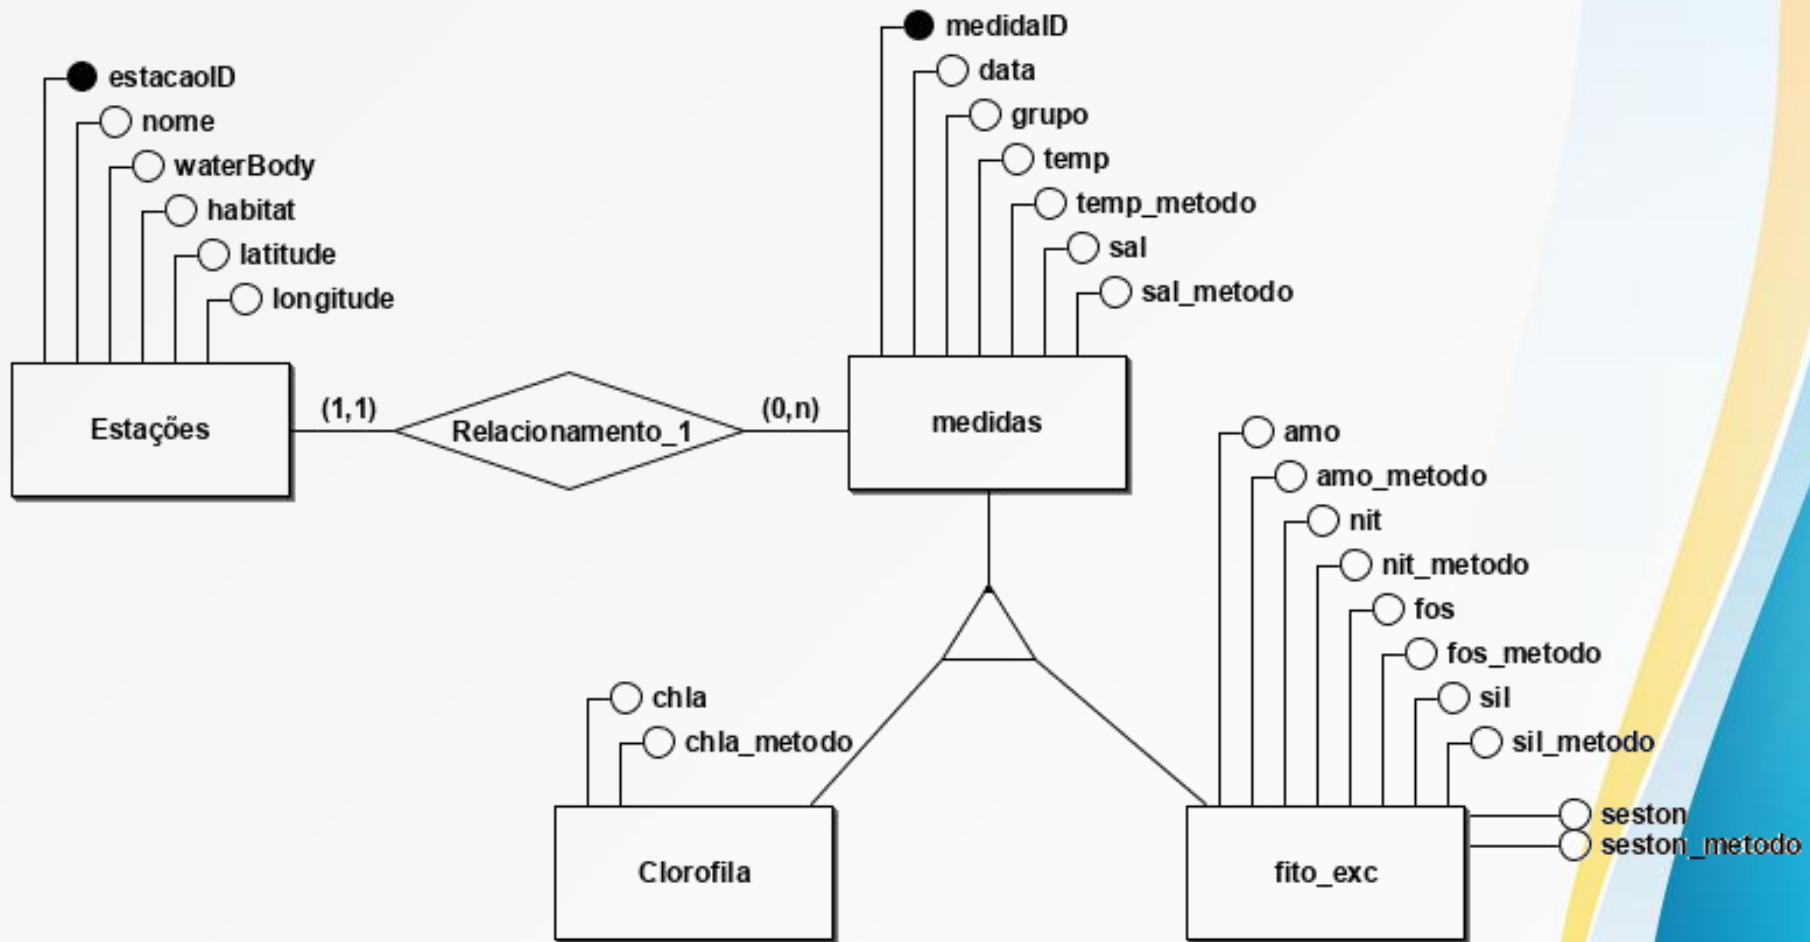 estacaoID
nome
waterBody
habitat
latitude
longitude
Estações
(1,1)
Relacionamento_1
(0,n)
medidaID
data
grupo
temp
temp_metodo
sal
sal_metodo
medidas
chla
chla_metodo
Clorofila
amo
amo_metodo
nit
nit_metodo
fos
fos_metodo
sil
sil_metodo
seston
seston_metodo
fito_exc